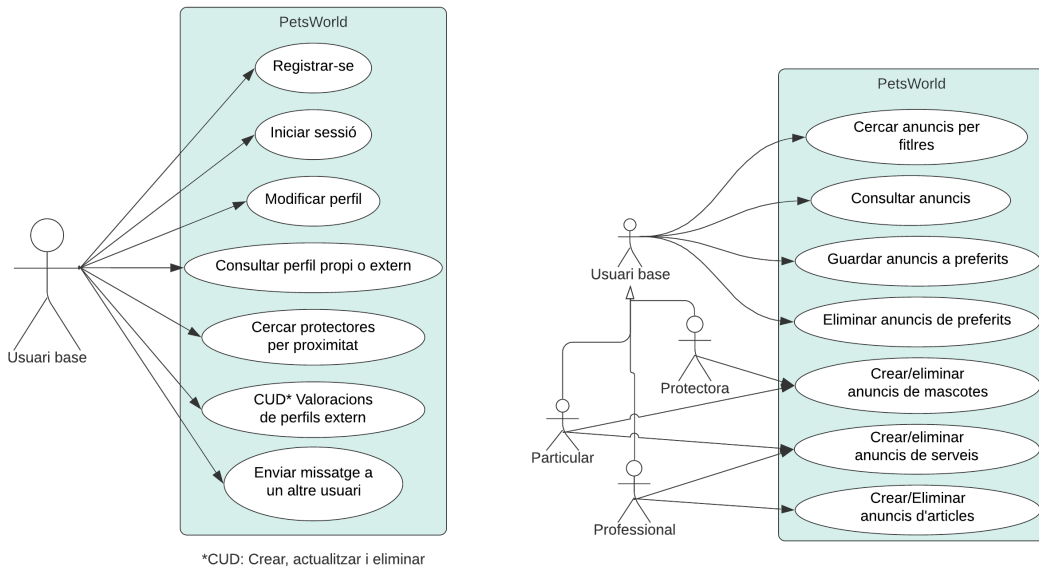 PetsWorld
Registrar-se
Iniciar sessió
Modificar perfil
Consultar perfil propi o extern
Cercar protectores
per proximitat
CUD* Valoracions
de perfils extern
Enviar missatge a
un altre usuari
Usuari base
*CUD: Crear, actualitzar i eliminar
PetsWorld
Cercar anuncis per
fitlres
Consultar anuncis
Guardar anuncis a preferits
Eliminar anuncis de preferits
Crear/eliminar
anuncis de mascotes
Crear/eliminar
anuncis de serveis
Crear/Eliminar
anuncis d'articles
Usuari base
Protectora
Particular
Professional